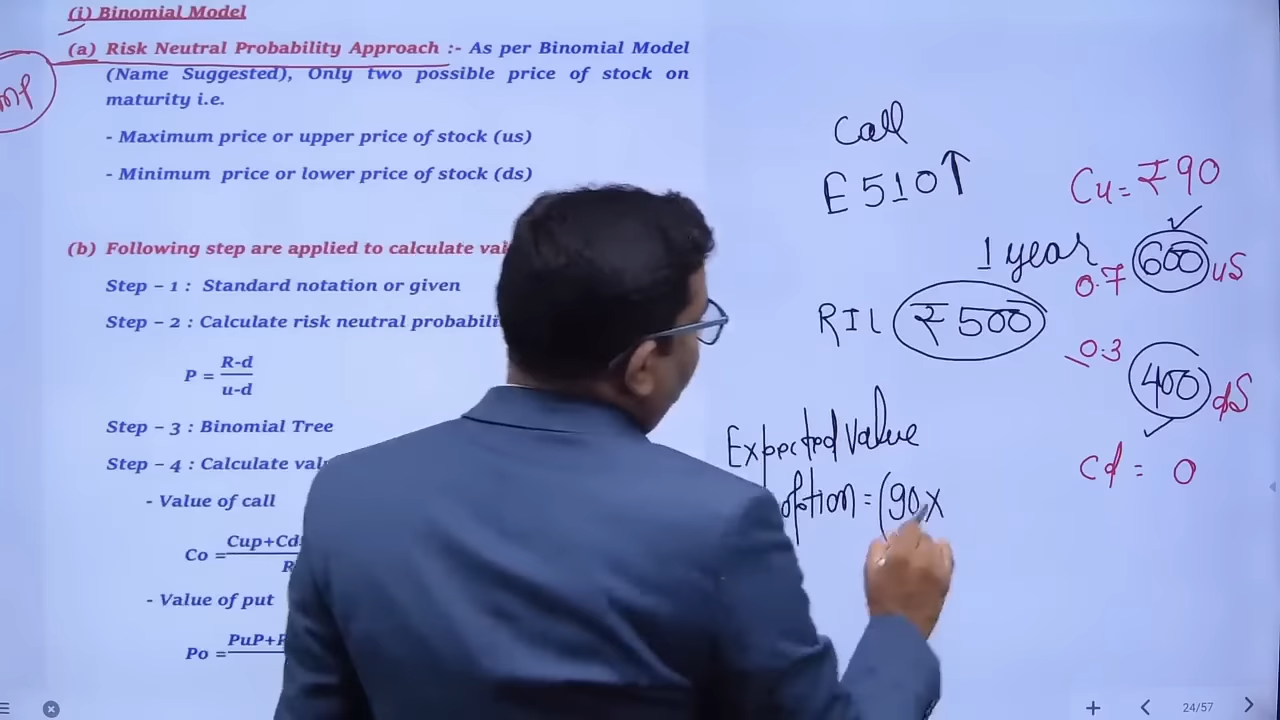 (i) Binomial Model
(a) Risk Neutral Probability Approach :- As per Binomial Model
(Name Suggested), Only two possible price of stock on
maturity i.e.
- Maximum price or upper price of stock (us)
- Minimum price or lower price of stock (ds)
(b) Following step are applied to calculate
Step – 1 : Standard notation or given
Step – 2 : Calculate risk neutral
P = R-d
u-d
Step – 3 : Binomial Tree
Step – 4 : Calculate
- Value of call
Co = Cup+Cd
R
- Value of put
Po = PuP+
Call
E 510↑
Cu = ₹90
1 year
600 us
0.7
RIL ₹500
0.3
400 ds
Cd = 0
Expected value
option = (90x
24/57